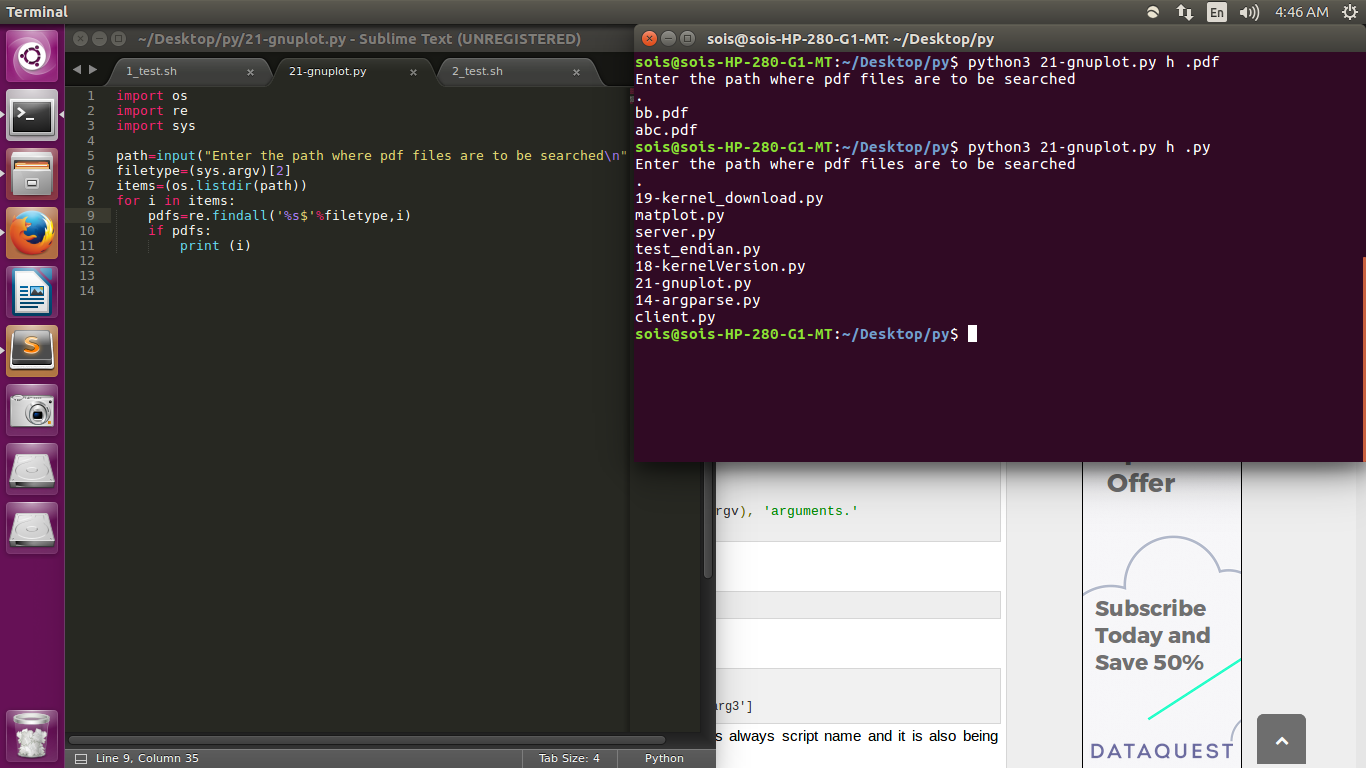 Terminal
En
4:46 AM
~/Desktop/py/21-gnuplot.py - Sublime Text (UNREGISTERED)
1_test.sh
21-gnuplot.py
2_test.sh
1 import os
2 import re
3 import sys
4
5 path=input("Enter the path where pdf files are to be searched\n"
6 filetype=(sys.argv)[2]
7 items=(os.listdir(path))
8 for i in items:
9 pdfs=re.findall('%s$'%filetype,i)
10 if pdfs:
11 print (i)
12
13
14
Line 9, Column 35
Tab Size: 4
Python
sois@sois-HP-280-G1-MT: ~/Desktop/py
sois@sois-HP-280-G1-MT:~/Desktop/py$ python3 21-gnuplot.py h .pdf
Enter the path where pdf files are to be searched
.
bb.pdf
abc.pdf
sois@sois-HP-280-G1-MT:~/Desktop/py$ python3 21-gnuplot.py h .py
Enter the path where pdf files are to be searched
.
19-kernel_download.py
matplot.py
server.py
test_endian.py
18-kernelVersion.py
21-gnuplot.py
14-argparse.py
client.py
sois@sois-HP-280-G1-MT:~/Desktop/py$
rgv), 'arguments.'
arg3']
s always script name and it is also being
Offer
Subscribe
Today and
Save 50%
DATAQUEST